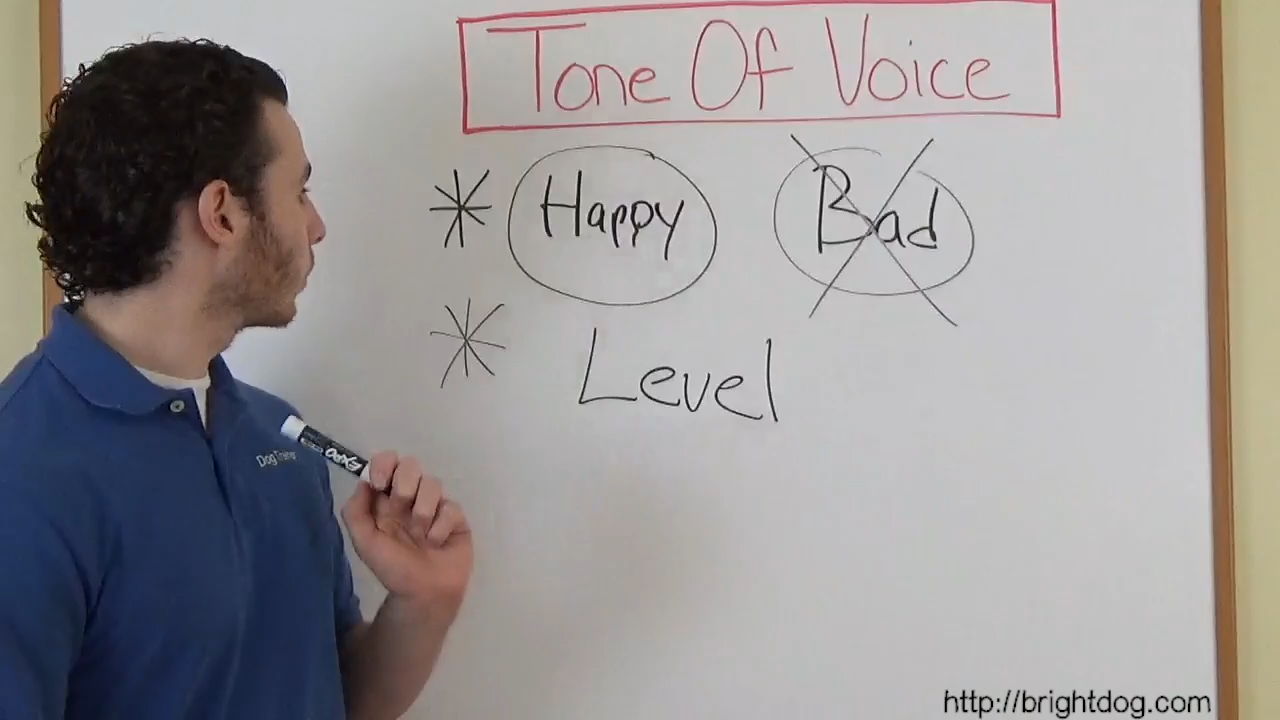 Tone Of Voice
Happy Bad
Level
Dog Trainer
EXPO
http://brightdog.com